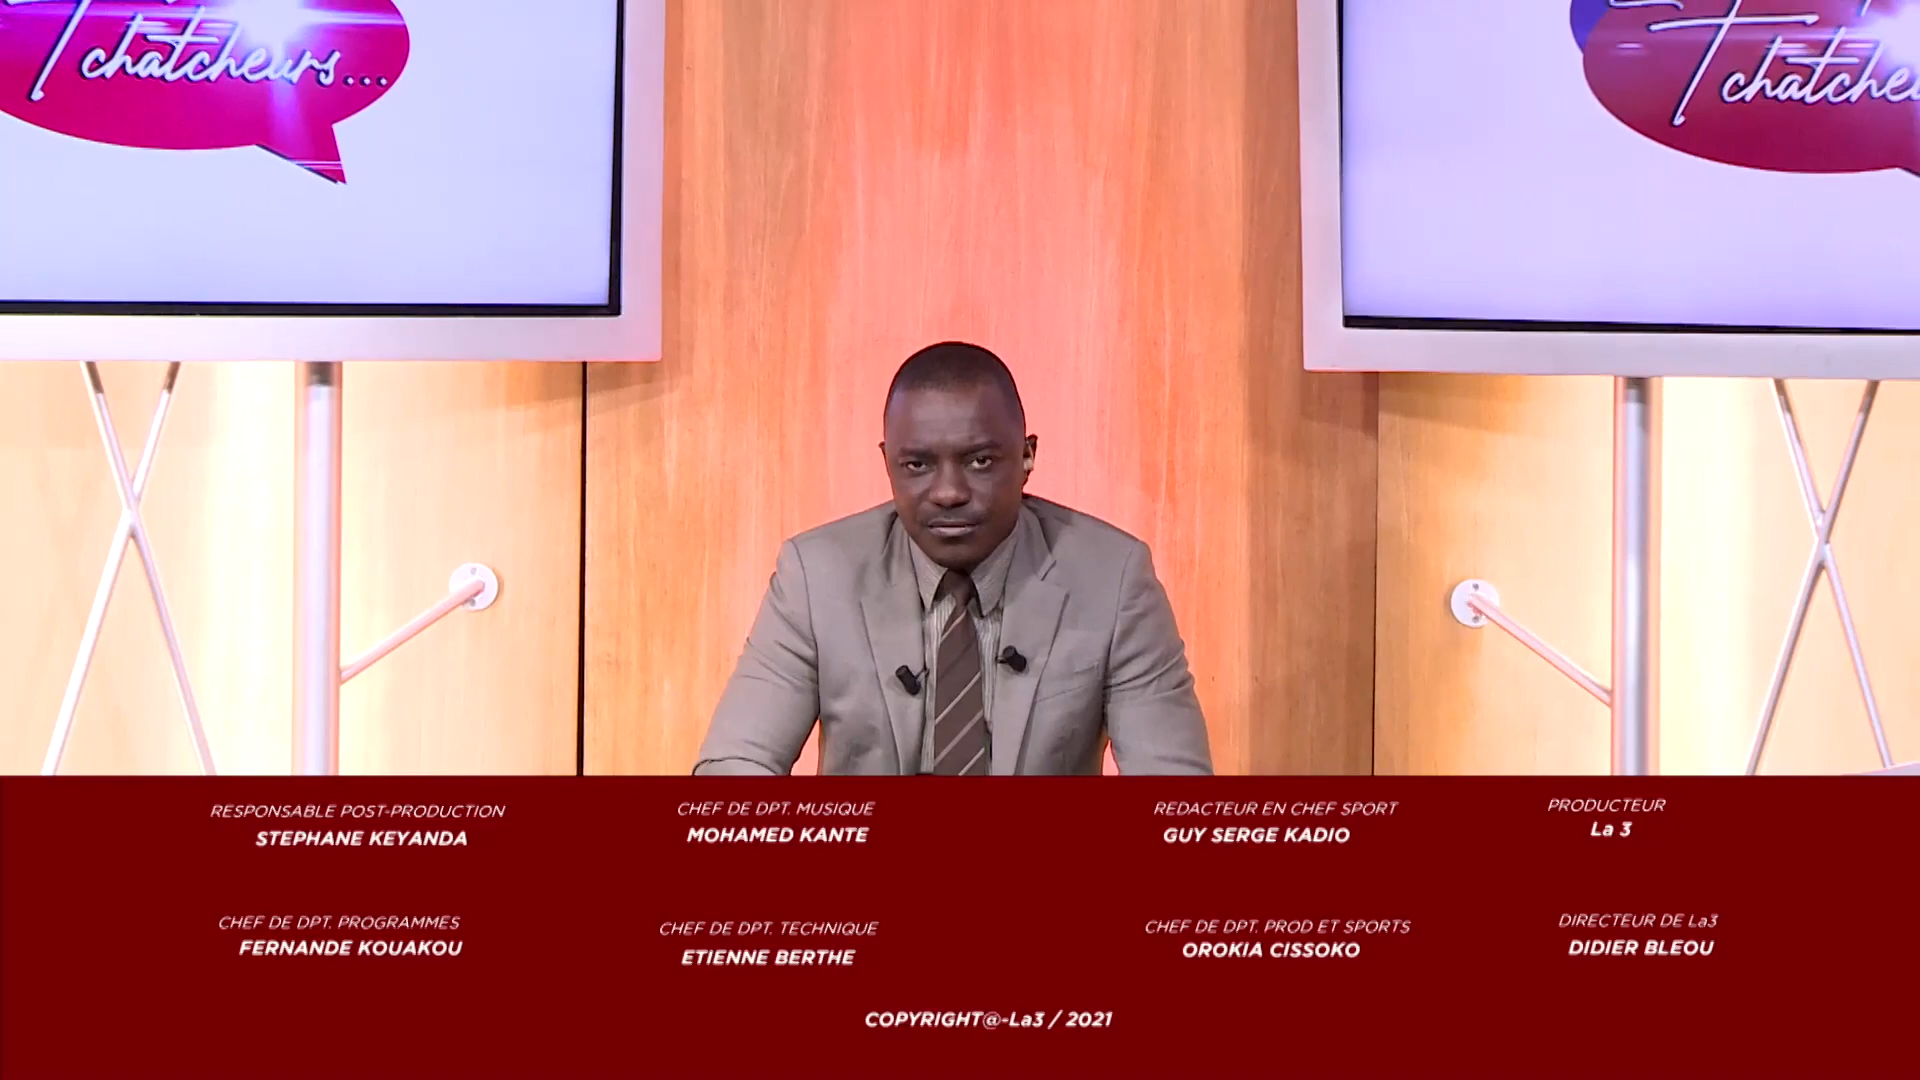 Tchatcheurs...
RESPONSABLE POST-PRODUCTION
STEPHANE KEYANDA
CHEF DE DPT. MUSIQUE
MOHAMED KANTE
REDACTEUR EN CHEF SPORT
GUY SERGE KADIO
PRODUCTEUR
La 3
CHEF DE DPT. PROGRAMMES
FERNANDE KOUAKOU
CHEF DE DPT. TECHNIQUE
ETIENNE BERTHE
CHEF DE DPT. PROD ET SPORTS
OROKIA CISSOKO
DIRECTEUR DE La3
DIDIER BLEOU
COPYRIGHT@-La3 / 2021